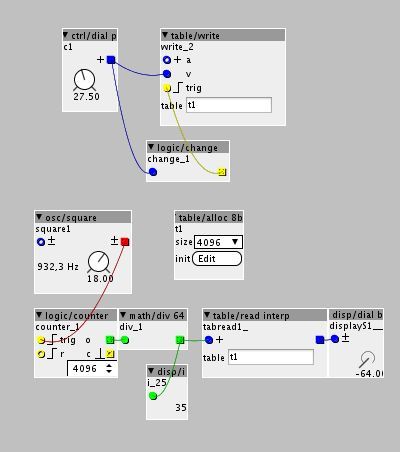 ctrl/dial p
c1
+
27.50
table/write
write_2
+ a
v
trig
table t1
logic/change
change_1
osc/square
square1
± ±
932,3 Hz
18.00
table/alloc 8b
t1
size 4096
init Edit
logic/counter
counter_1
trig o
r c
4096
math/div 64
div_1
disp/i
i_25
35
table/read interp
tabread1_
+
table t1
disp/dial b
displayS1__
±
-64.0